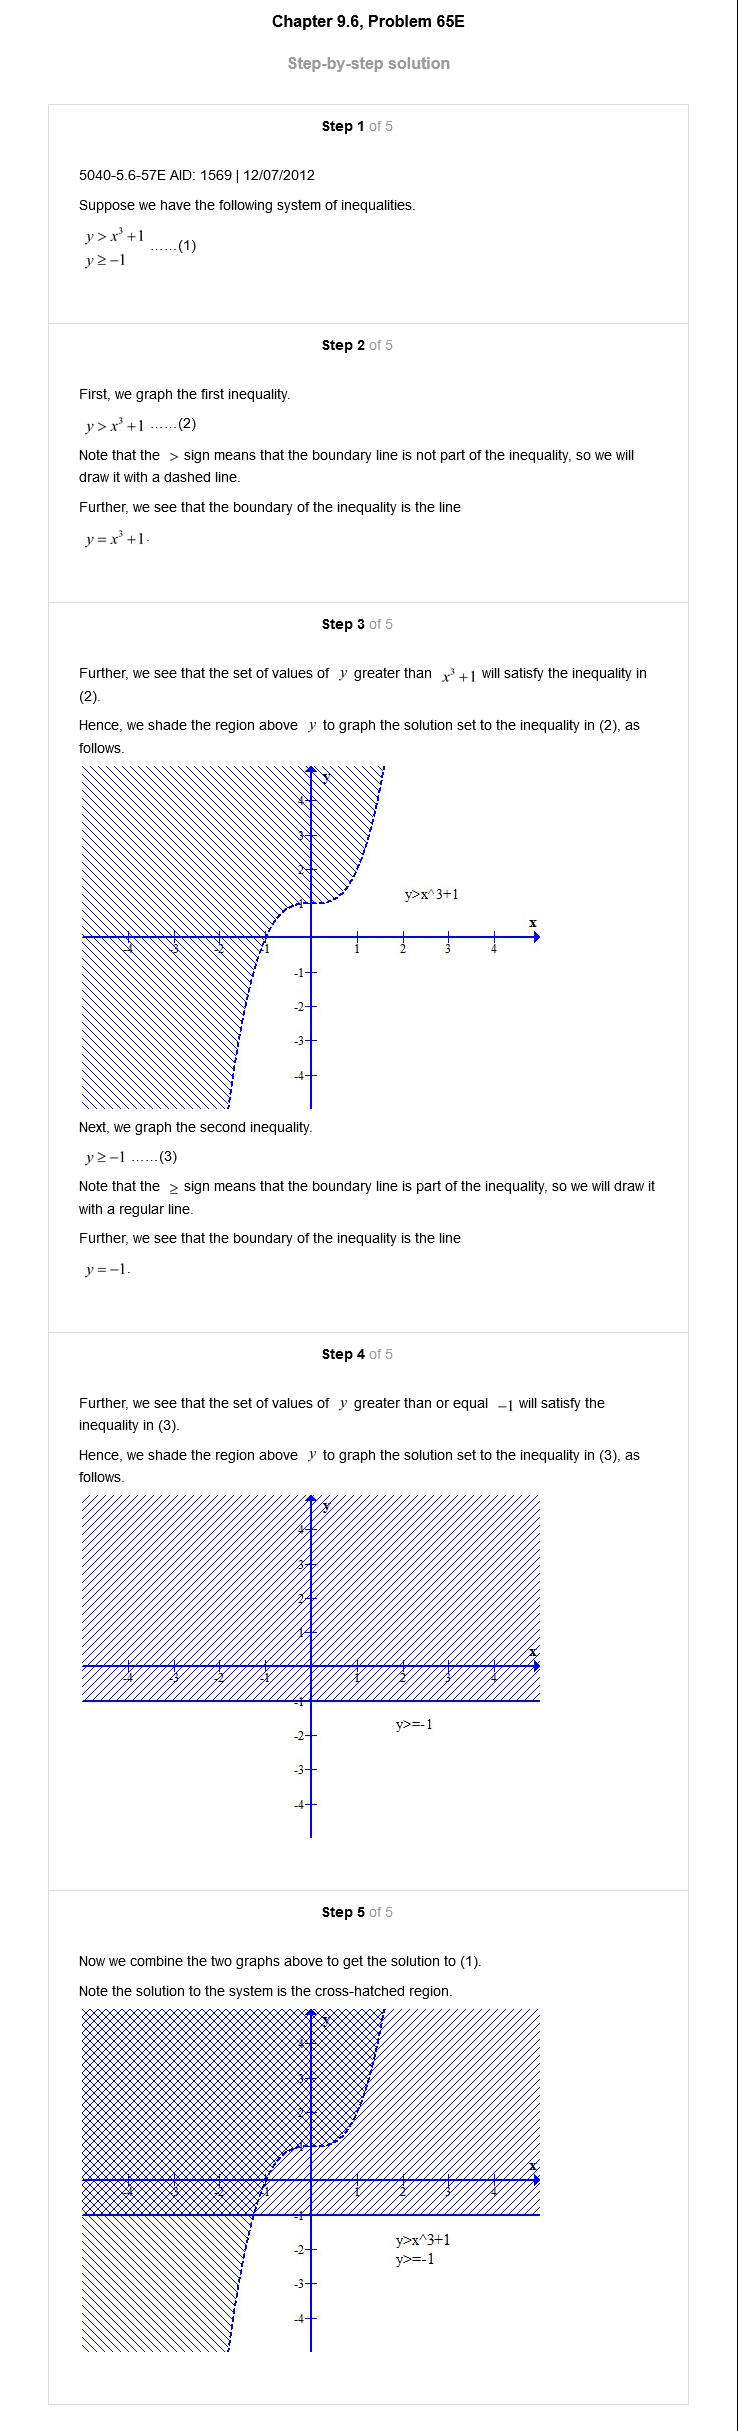 Chapter 9.6, Problem 65E
Step-by-step solution
Step 1 of 5
5040-5.6-57E AID: 1569 | 12/07/2012
Suppose we have the following system of inequalities.
y > x³ + 1
y ≥ −1 ......(1)
Step 2 of 5
First, we graph the first inequality.
y > x³ + 1 ......(2)
Note that the > sign means that the boundary line is not part of the inequality, so we will
draw it with a dashed line.
Further, we see that the boundary of the inequality is the line
y = x³ + 1.
Step 3 of 5
Further, we see that the set of values of y greater than x³ + 1 will satisfy the inequality in
(2).
Hence, we shade the region above y to graph the solution set to the inequality in (2), as
follows.
y
4
3
2
1
y>x^3+1
x
-4 -3 -2 -1 1 2 3 4
-1
-2
-3
-4
Next, we graph the second inequality.
y ≥ −1 ......(3)
Note that the ≥ sign means that the boundary line is part of the inequality, so we will draw it
with a regular line.
Further, we see that the boundary of the inequality is the line
y = −1.
Step 4 of 5
Further, we see that the set of values of y greater than or equal −1 will satisfy the
inequality in (3).
Hence, we shade the region above y to graph the solution set to the inequality in (3), as
follows.
y
4
3
2
1
x
-4 -3 -2 -1 1 2 3 4
-1
y>=-1
-2
-3
-4
Step 5 of 5
Now we combine the two graphs above to get the solution to (1).
Note the solution to the system is the cross-hatched region.
y
4
3
2
1
x
-4 -3 -2 -1 1 2 3 4
-1
y>x^3+1
-2
y>=-1
-3
-4